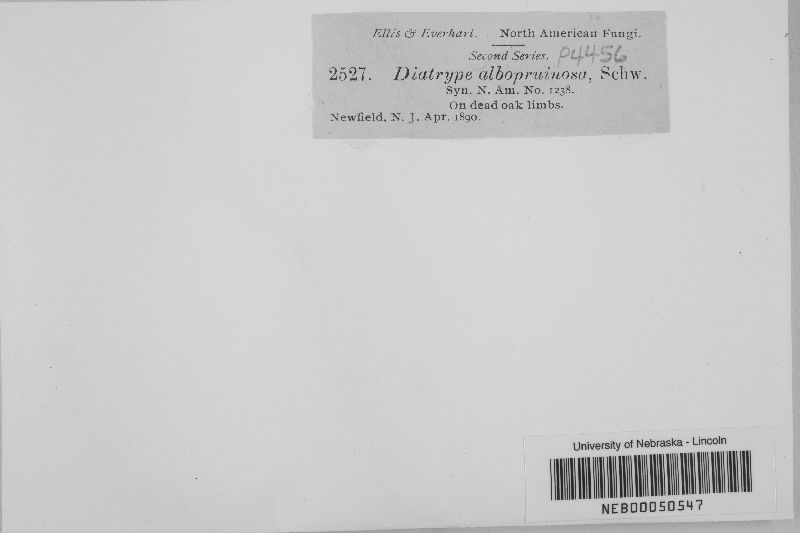 Ellis & Everhart. North American Fungi.
Second Series. P4456
2527. Diatrype albopruinosa, Schw.
Syn. N. Am. No. 1238.
On dead oak limbs.
Newfield, N. J. Apr. 1890.
University of Nebraska - Lincoln
NEB00050547